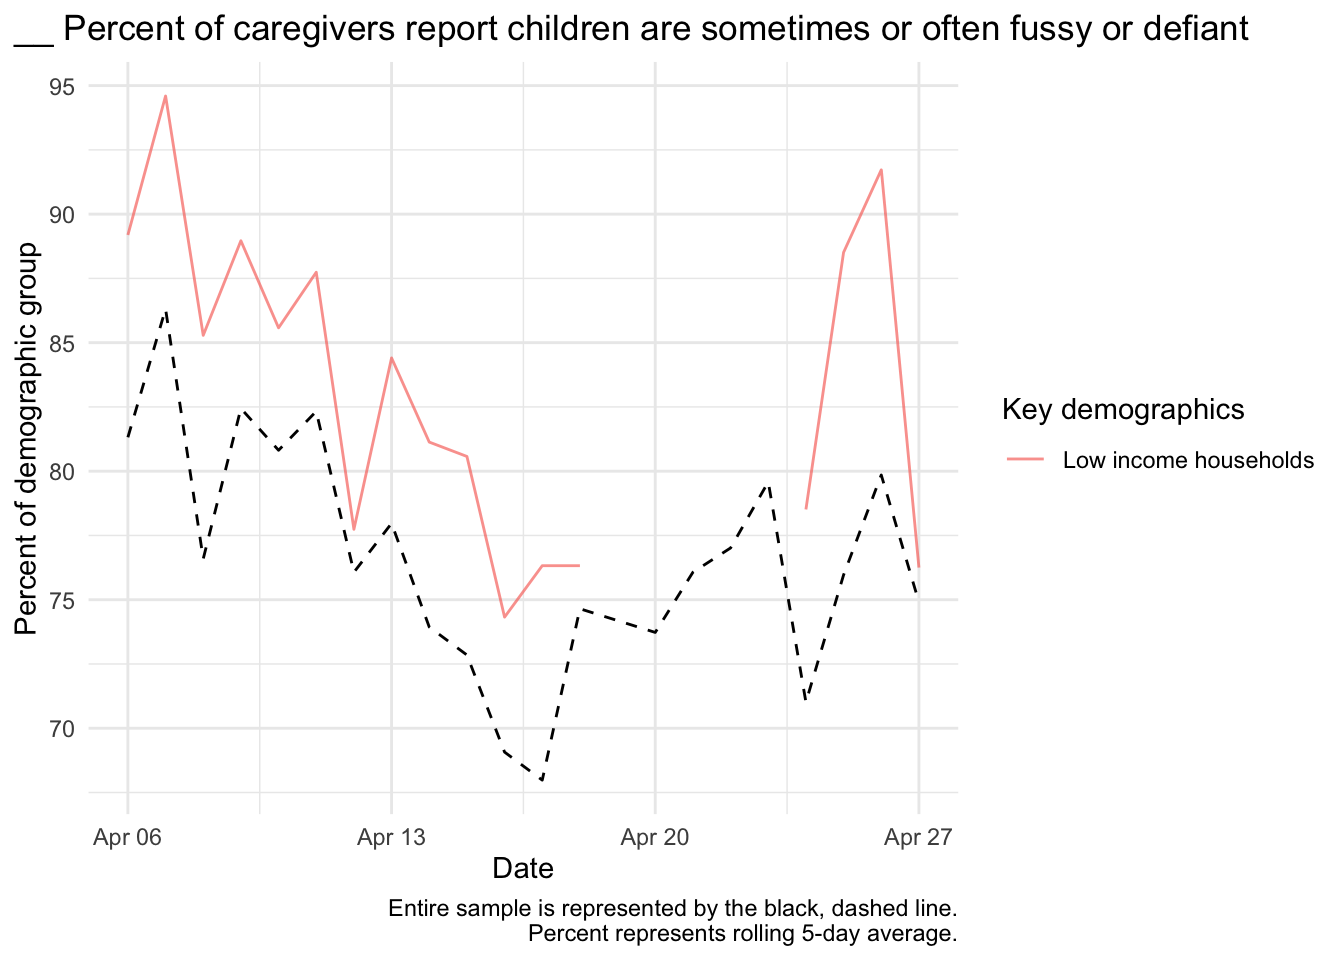 __ Percent of caregivers report children are sometimes or often fussy or defiant
Percent of demographic group
95
90
85
80
75
70
Apr 06
Apr 13
Apr 20
Apr 27
Date
Key demographics
Low income households
Entire sample is represented by the black, dashed line.
Percent represents rolling 5-day average.